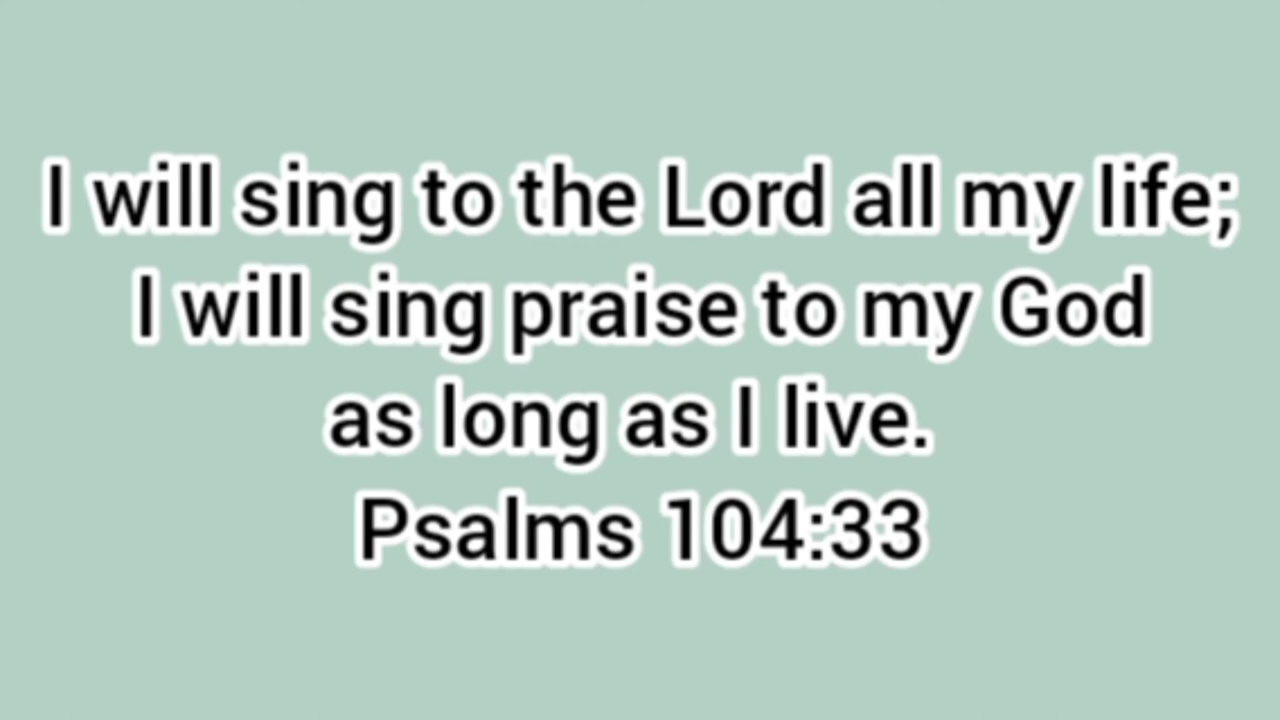 I will sing to the Lord all my life;
I will sing praise to my God
as long as I live.
Psalms 104:33